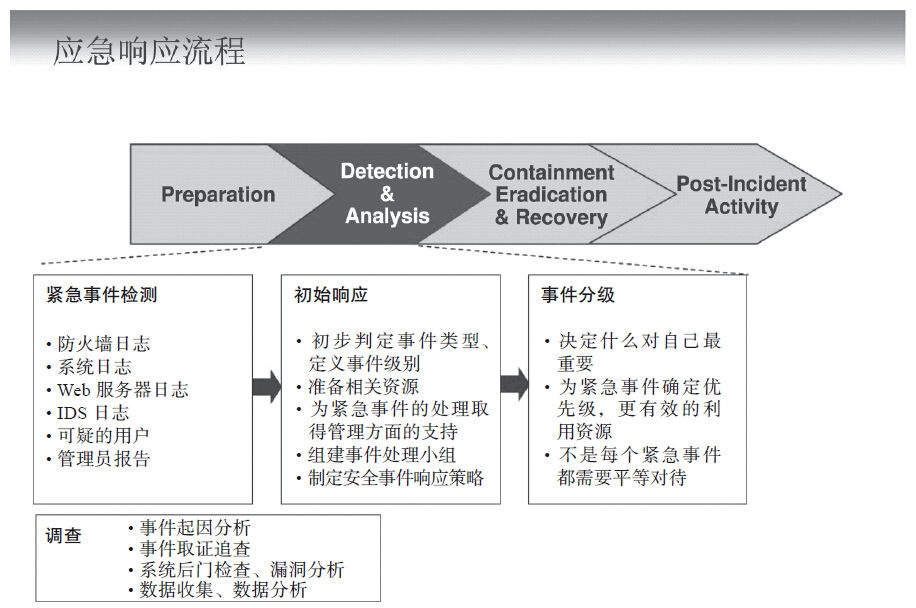 应急响应流程
Preparation
Detection
&
Analysis
Containment
Eradication
& Recovery
Post-Incident
Activity
紧急事件检测
• 防火墙日志
• 系统日志
• Web 服务器日志
• IDS 日志
• 可疑的用户
• 管理员报告
初始响应
• 初步判定事件类型、
定义事件级别
• 准备相关资源
• 为紧急事件的处理取
得管理方面的支持
• 组建事件处理小组
• 制定安全事件响应策略
事件分级
• 决定什么对自己最
重要
• 为紧急事件确定优
先级，更有效的利
用资源
• 不是每个紧急事件
都需要平等对待
调查
• 事件起因分析
• 事件取证追查
• 系统后门检查、漏洞分析
• 数据收集、数据分析